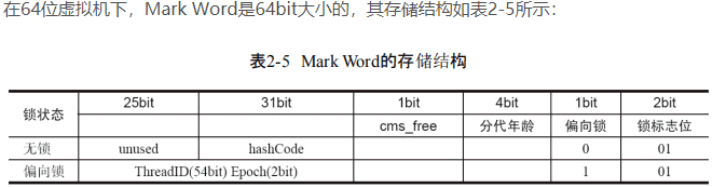 在64位虚拟机下，Mark Word是64bit大小的，其存储结构如表2-5所示：
表2-5 Mark Word的存储结构
锁状态 25bit 31bit 1bit 4bit 1bit 2bit
cms_free 分代年龄 偏向锁 锁标志位
无锁 unused hashCode 0 01
偏向锁 ThreadID(54bit) Epoch(2bit) 1 01